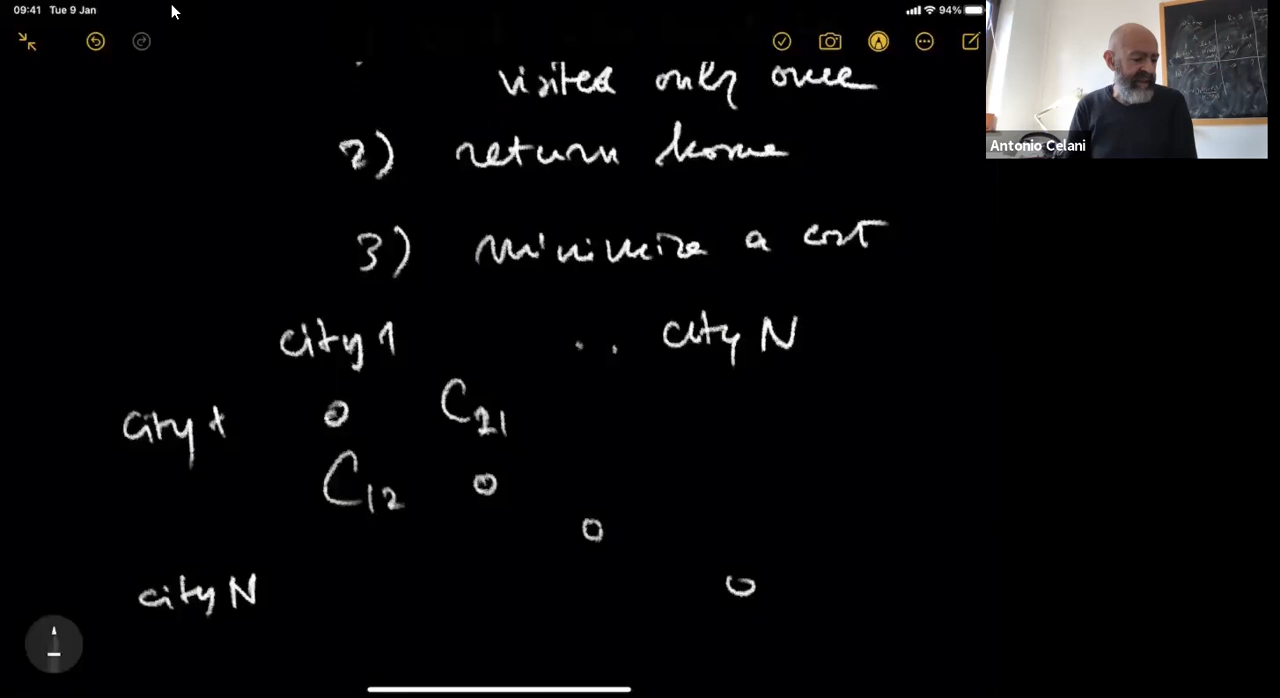 09:41 Tue 9 Jan 94%
visited only once
2) return home
3) minimize a cost
city 1 .. city N
city 1 0 C21
C12 0
0
city N 0
Antonio Celani